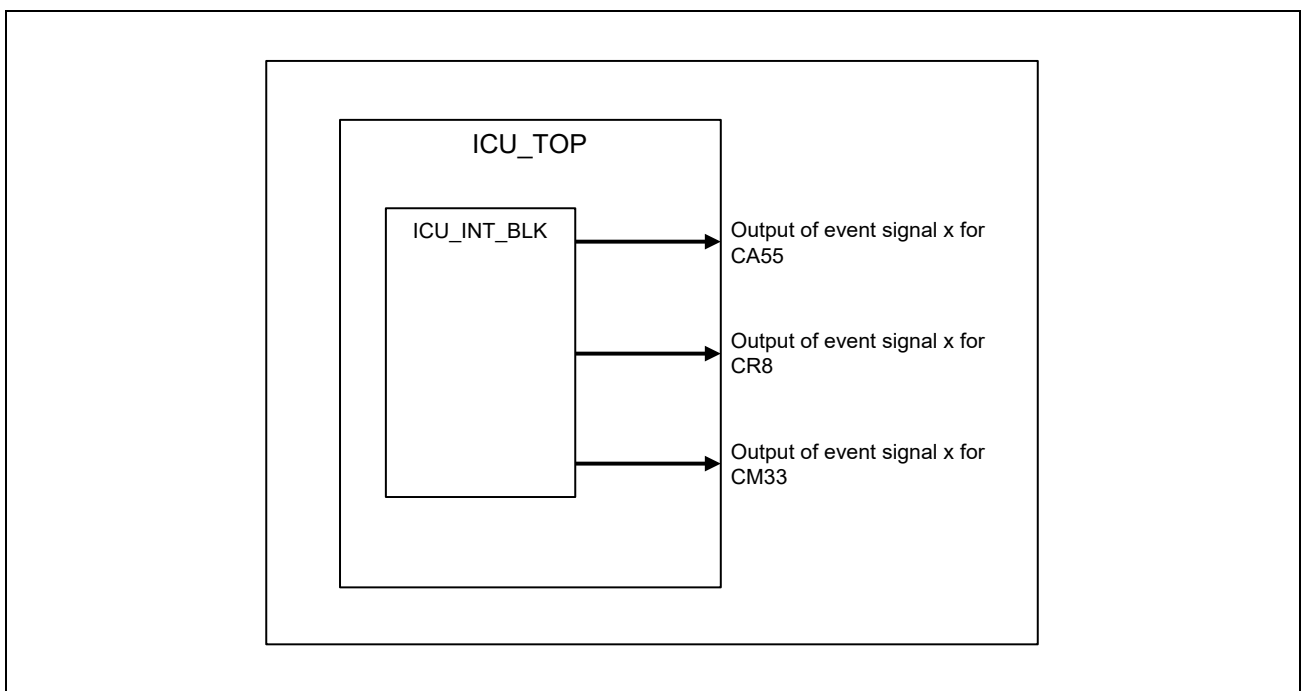 ICU_TOP
ICU_INT_BLK
Output of event signal x for
CA55
Output of event signal x for
CR8
Output of event signal x for
CM33